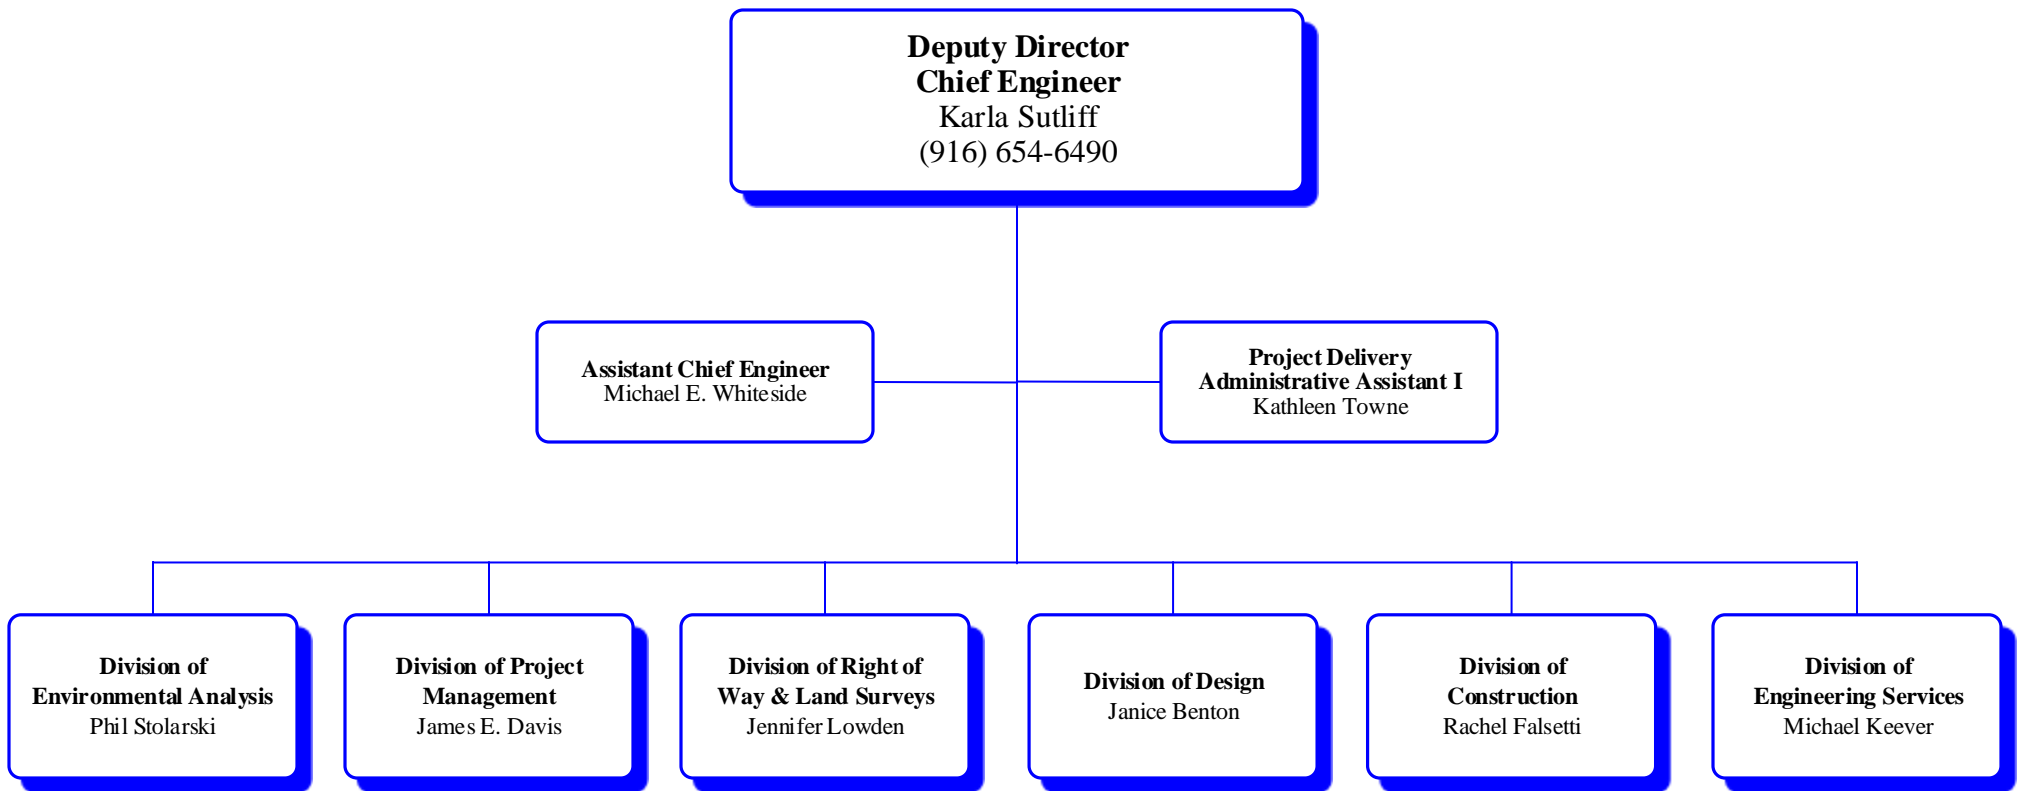 Deputy Director
Chief Engineer
Karla Sutliff
(916) 654-6490
Assistant Chief Engineer
Michael E. Whiteside
Project Delivery
Administrative Assistant I
Kathleen Towne
Division of
Environmental Analysis
Phil Stolarski
Division of Project
Management
James E. Davis
Division of Right of
Way & Land Surveys
Jennifer Lowden
Division of Design
Janice Benton
Division of
Construction
Rachel Falsetti
Division of
Engineering Services
Michael Keever